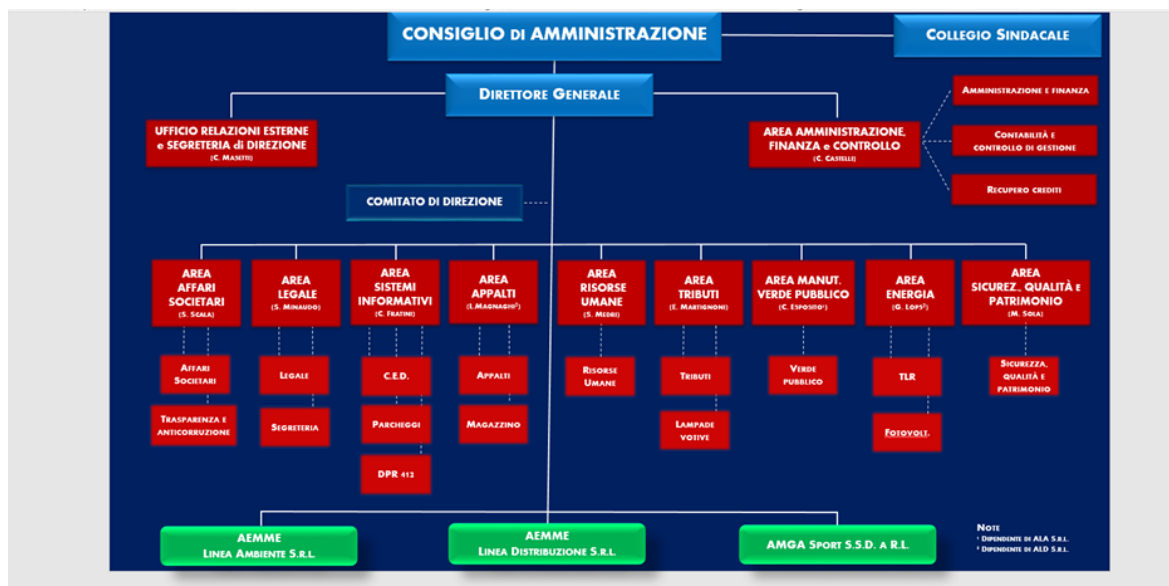 CONSIGLIO DI AMMINISTRAZIONE
COLLEGIO SINDACALE
DIRETTORE GENERALE
AMMINISTRAZIONE E FINANZA
UFFICIO RELAZIONI ESTERNE
e SEGRETERIA di DIREZIONE
(C. MASETTI)
AREA AMMINISTRAZIONE,
FINANZA e CONTROLLO
(C. CASTELLI)
CONTABILITÀ E
CONTROLLO DI GESTIONE
RECUPERO CREDITI
COMITATO DI DIREZIONE
AREA
AFFARI
SOCIETARI
(S. SCALA)
AREA
LEGALE
(S. MINAUDO)
AREA
SISTEMI
INFORMATIVI
(C. FRATINI)
AREA
APPALTI
(I. MAGNAGHI²)
AREA
RISORSE
UMANE
(S. MEDRI)
AREA
TRIBUTI
(E. MARTIGNONI)
AREA MANUT.
VERDE PUBBLICO
(C. ESPOSITO¹)
AREA
ENERGIA
(G. LOPS²)
AREA
SICUREZ., QUALITÀ E
PATRIMONIO
(M. SOLA)
AFFARI
SOCIETARI
LEGALE
C.E.D.
APPALTI
RISORSE
UMANE
TRIBUTI
VERDE
PUBBLICO
TLR
SICUREZZA,
QUALITÀ E
PATRIMONIO
TRASPARENZA E
ANTICORRUZIONE
SEGRETERIA
PARCHEGGI
MAGAZZINO
LAMPADE
VOTIVE
FOTOVOLT.
DPR 412
AEMME
LINEA AMBIENTE S.R.L.
AEMME
LINEA DISTRIBUZIONE S.R.L.
AMGA SPORT S.S.D. A R.L.
NOTE
¹ DIPENDENTE DI ALA S.R.L.
² DIPENDENTE DI ALD S.R.L.